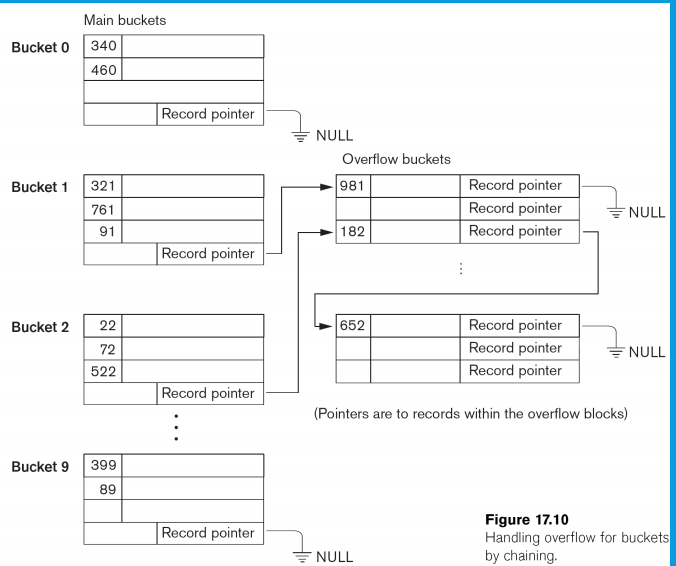 Main buckets
Bucket 0
340
460
Record pointer
NULL
Overflow buckets
Bucket 1
321
761
91
Record pointer
981 Record pointer
Record pointer
182 Record pointer
NULL
Bucket 2
22
72
522
Record pointer
652 Record pointer
Record pointer
Record pointer
NULL
(Pointers are to records within the overflow blocks)
Bucket 9
399
89
Record pointer
NULL
Figure 17.10
Handling overflow for buckets
by chaining.